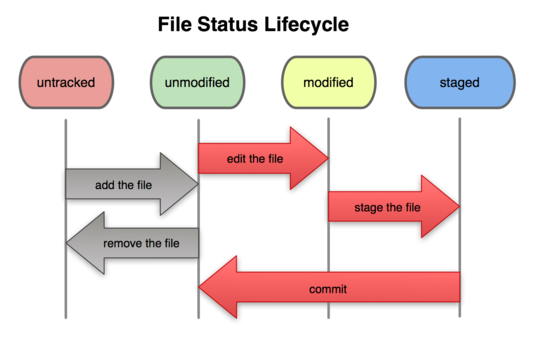 File Status Lifecycle
untracked
unmodified
modified
staged
edit the file
add the file
stage the file
remove the file
commit